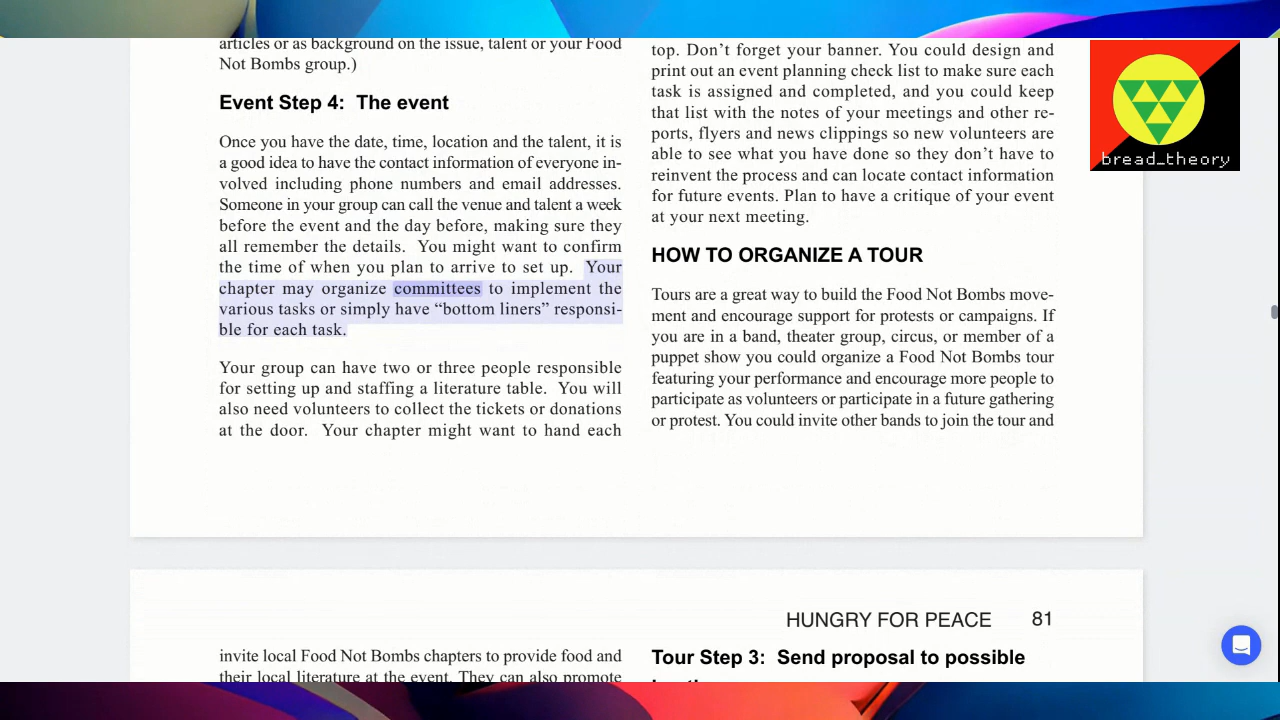 articles or as background on the issue, talent or your Food
Not Bombs group.)
Event Step 4:  The event
Once you have the date, time, location and the talent, it is
a good idea to have the contact information of everyone in-
volved including phone numbers and email addresses.
Someone in your group can call the venue and talent a week
before the event and the day before, making sure they
all remember the details.  You might want to confirm
the time of when you plan to arrive to set up.  Your
chapter may organize committees to implement the
various tasks or simply have “bottom liners” responsi-
ble for each task.
Your group can have two or three people responsible
for setting up and staffing a literature table.  You will
also need volunteers to collect the tickets or donations
at the door.  Your chapter might want to hand each
top. Don’t forget your banner. You could design and
print out an event planning check list to make sure each
task is assigned and completed, and you could keep
that list with the notes of your meetings and other re-
ports, flyers and news clippings so new volunteers are
able to see what you have done so they don’t have to
reinvent the process and can locate contact information
for future events. Plan to have a critique of your event
at your next meeting.
HOW TO ORGANIZE A TOUR
Tours are a great way to build the Food Not Bombs move-
ment and encourage support for protests or campaigns. If
you are in a band, theater group, circus, or member of a
puppet show you could organize a Food Not Bombs tour
featuring your performance and encourage more people to
participate as volunteers or participate in a future gathering
or protest. You could invite other bands to join the tour and
bread_theory
HUNGRY FOR PEACE 81
invite local Food Not Bombs chapters to provide food and
their local literature at the event. They can also promote
Tour Step 3:  Send proposal to possible